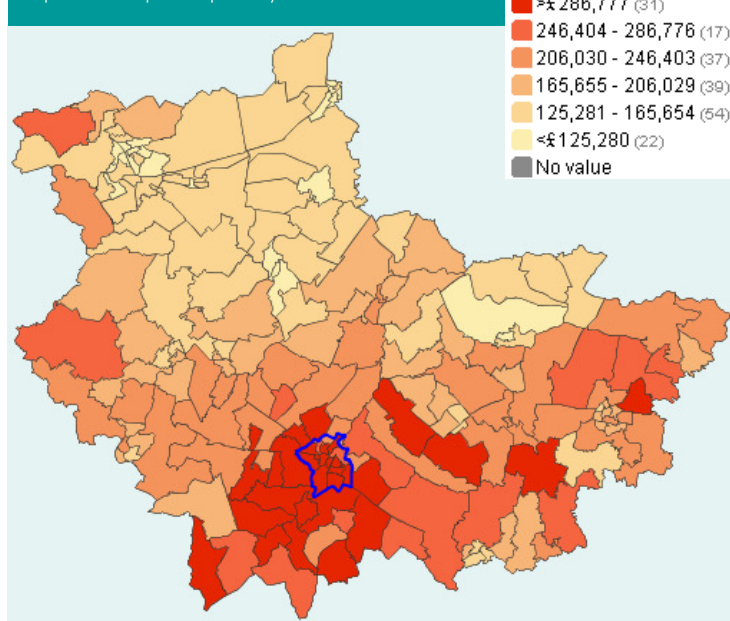 >£286,777 (31)
246,404 - 286,776 (17)
206,030 - 246,403 (37)
165,655 - 206,029 (39)
125,281 - 165,654 (54)
<£125,280 (22)
No value